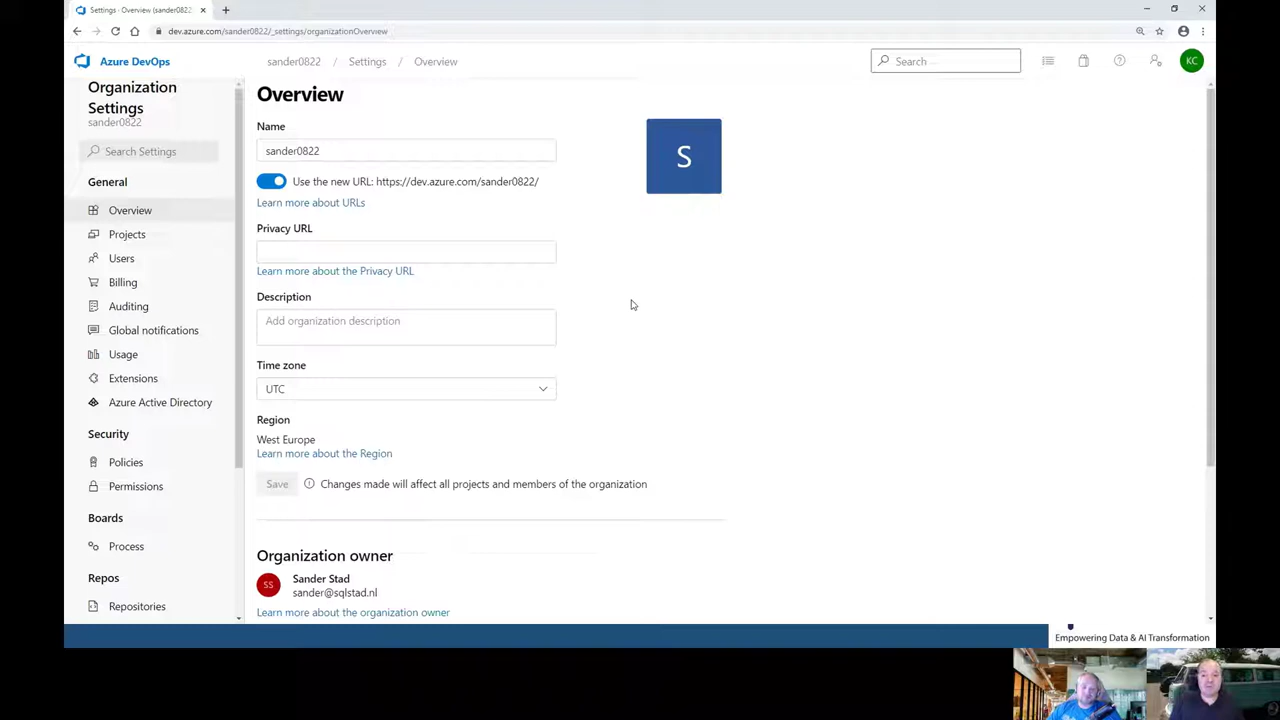 Settings - Overview (sander0822
dev.azure.com/sander0822/_settings/organizationOverview
Azure DevOps
sander0822 / Settings / Overview
Search
KC
Organization
Settings
sander0822
Search Settings
General
Overview
Projects
Users
Billing
Auditing
Global notifications
Usage
Extensions
Azure Active Directory
Security
Policies
Permissions
Boards
Process
Repos
Repositories
Overview
Name
sander0822
S
Use the new URL: https://dev.azure.com/sander0822/
Learn more about URLs
Privacy URL
Learn more about the Privacy URL
Description
Add organization description
Time zone
UTC
Region
West Europe
Learn more about the Region
Save
Changes made will affect all projects and members of the organization
Organization owner
SS
Sander Stad
sander@sqlstad.nl
Learn more about the organization owner
Empowering Data & AI Transformation